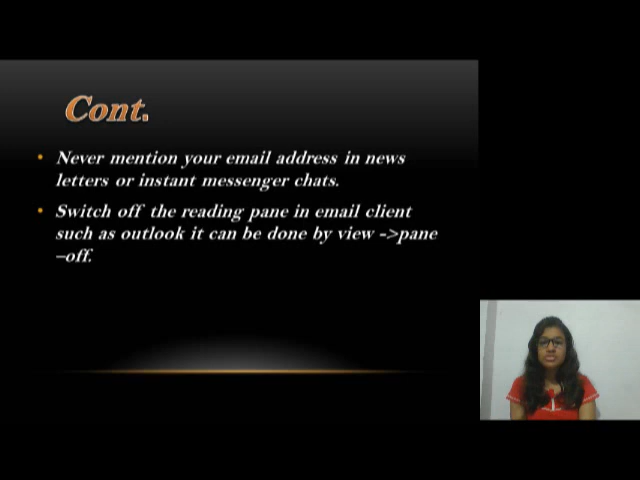 Cont.
• Never mention your email address in news
letters or instant messenger chats.
• Switch off the reading pane in email client
such as outlook it can be done by view ->pane
–off.